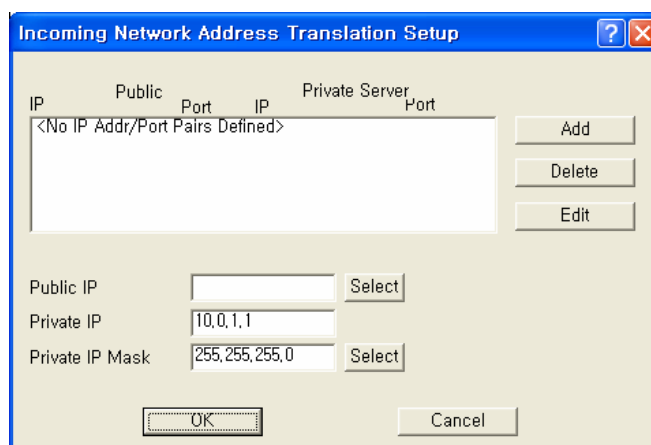 Incoming Network Address Translation Setup
Public Private Server
IP Port IP Port
<No IP Addr/Port Pairs Defined>
Add
Delete
Edit
Public IP Select
Private IP 10,0,1,1
Private IP Mask 255,255,255,0 Select
OK Cancel